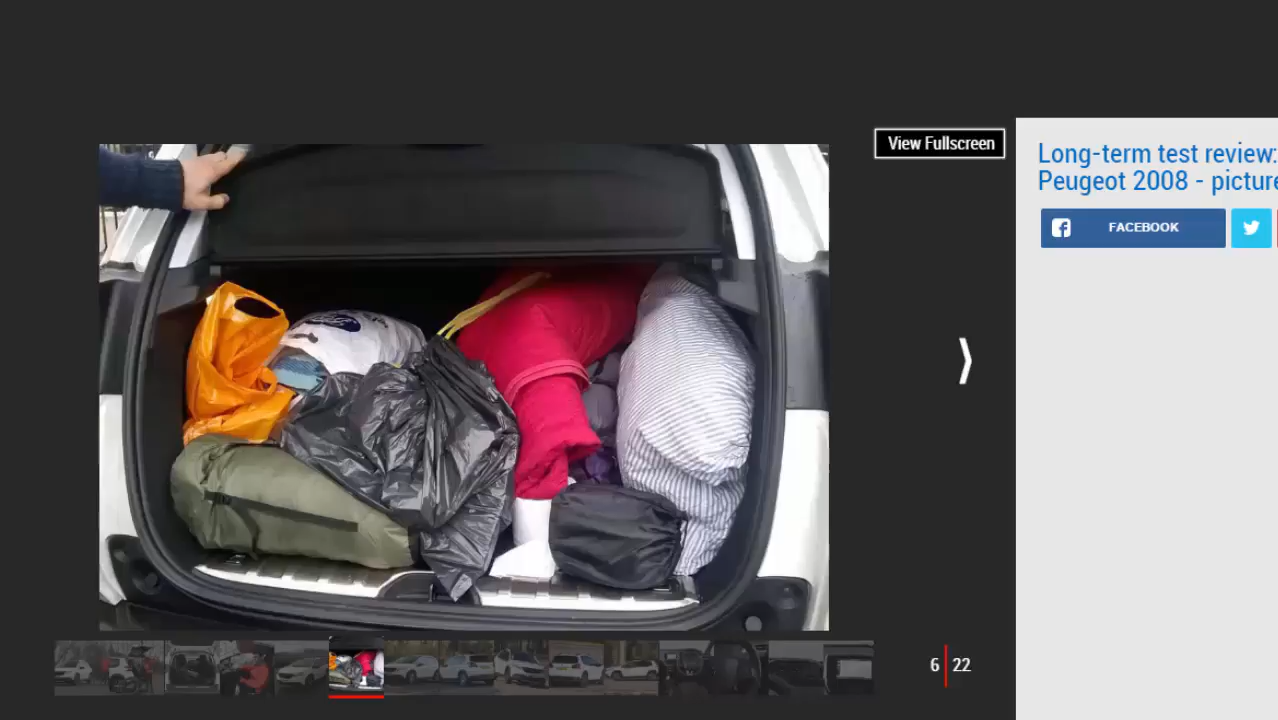 View Fullscreen
Long-term test review:
Peugeot 2008 - picture
FACEBOOK
6 22